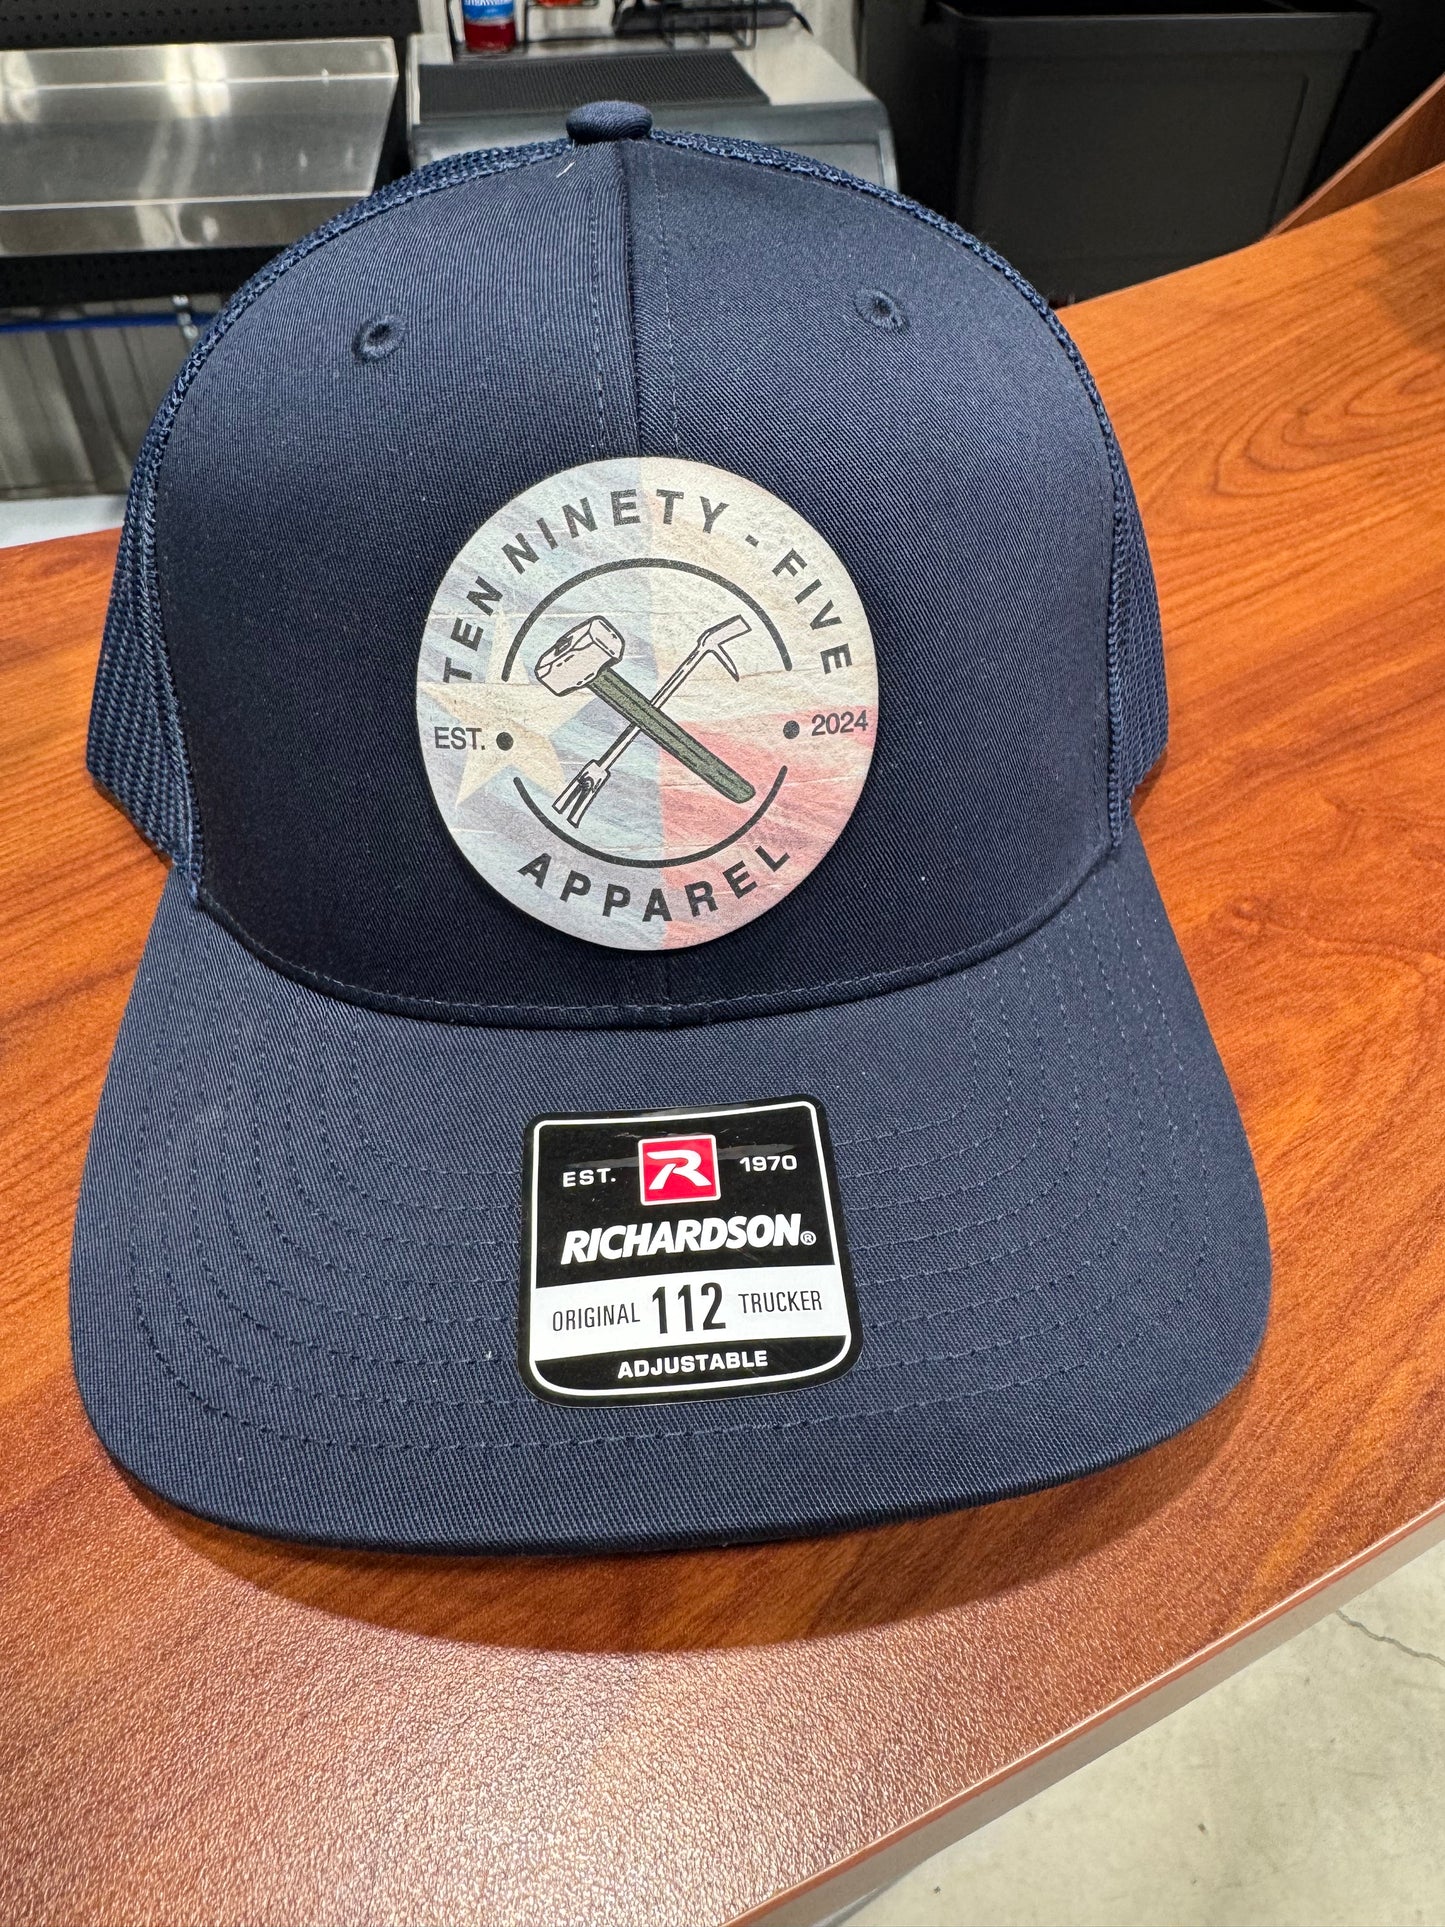 TEN NINETY-FIVE
EST. • • 2024
APPAREL
EST. R 1970
RICHARDSON®
ORIGINAL 112 TRUCKER
ADJUSTABLE